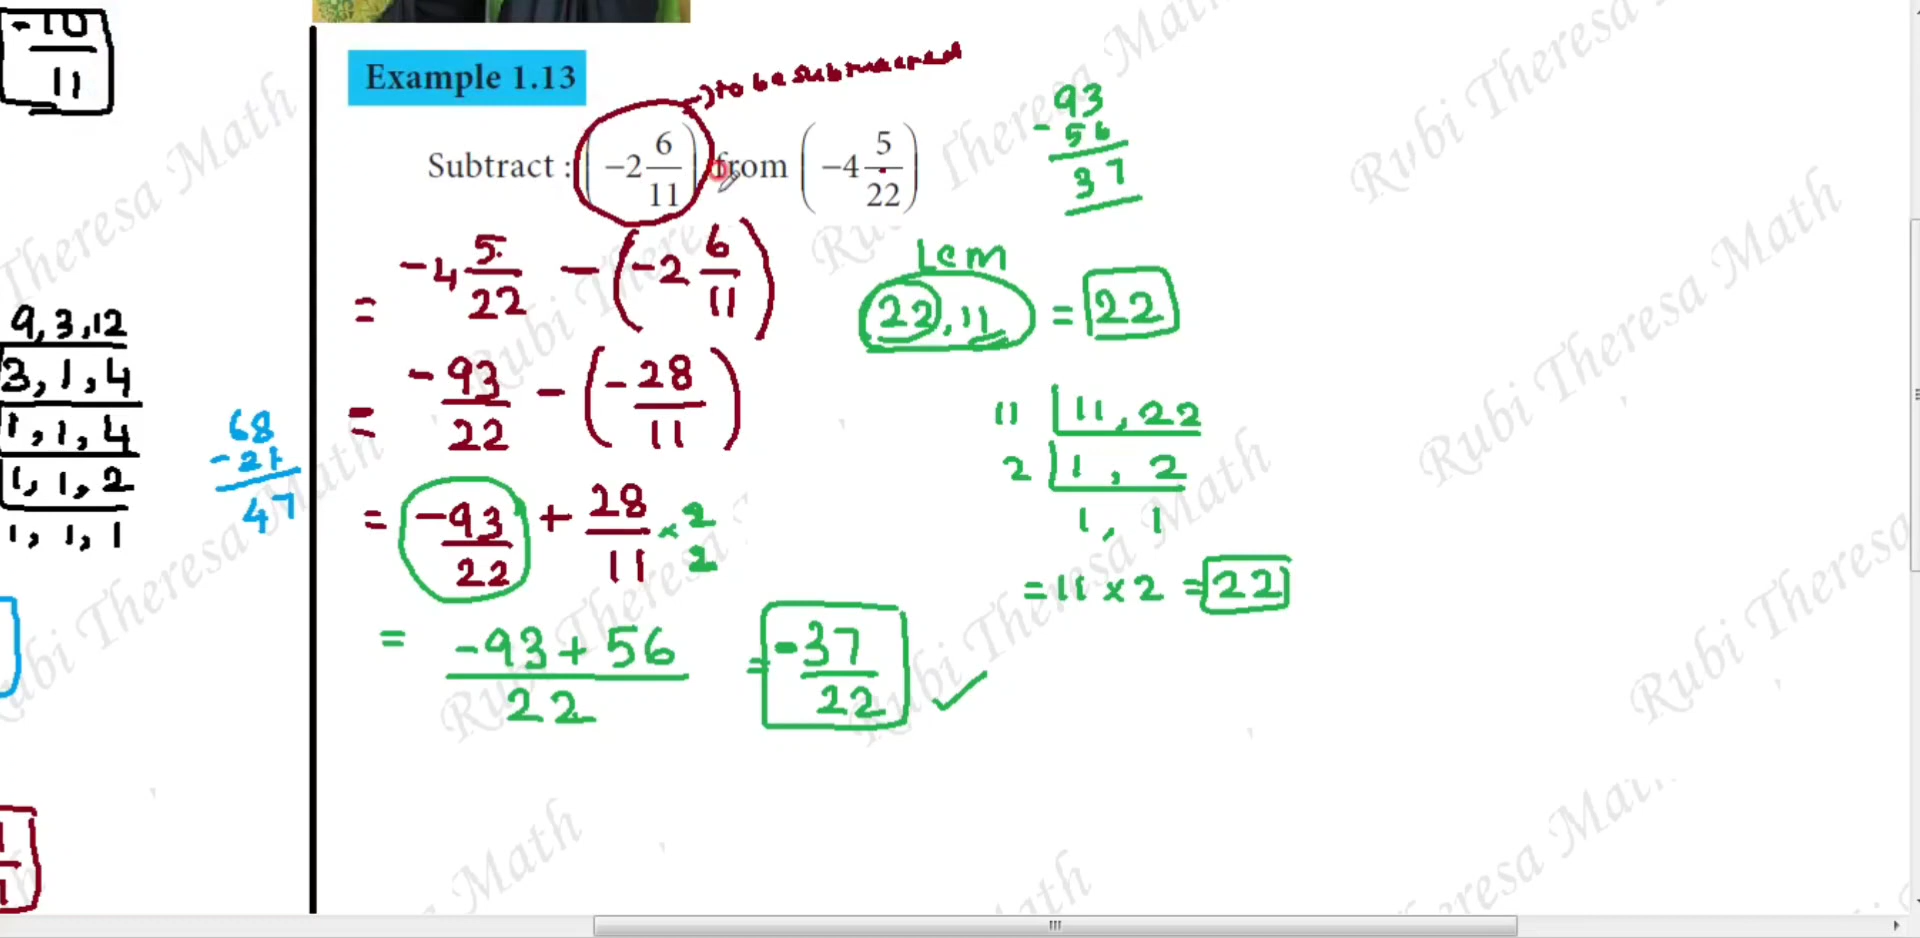 -10
11
9, 3, 12
3, 1, 4
1, 1, 4
1, 1, 2
1, 1, 1
68
- 21
47
Example 1.13
→ to be subtracted
Subtract : (−2 6/11) from (−4 5/22)
= -4 5/22 - (-2 6/11)
= -93/22 - (-28/11)
= -93/22 + 28/11 × 2/2
= -93 + 56 / 22 = -37/22 ✓
93
- 56
37
Lcm
22, 11 = 22
11 | 11, 22
2 | 1, 2
1, 1
= 11 × 2 = 22
Rubi Theresa Math